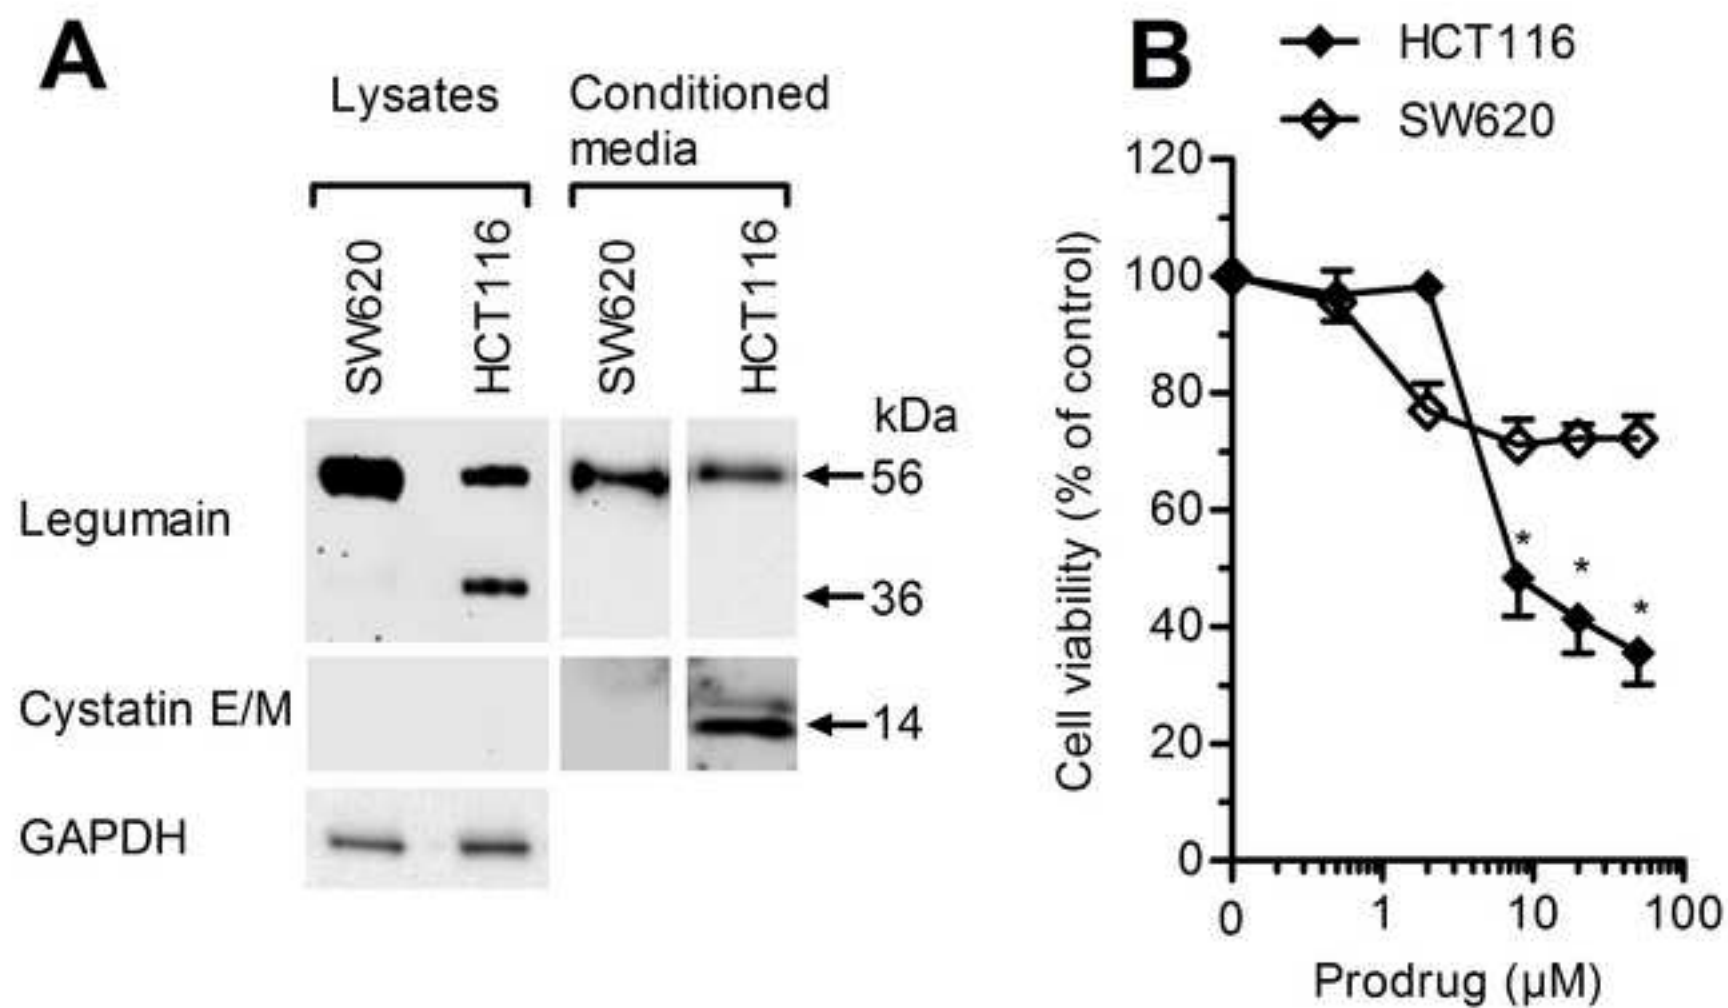 A
Lysates
Conditioned
media
SW620
HCT116
SW620
HCT116
kDa
Legumain
56
36
Cystatin E/M
14
GAPDH
B
HCT116
SW620
Cell viability (% of control)
120
100
80
60
40
20
0
*
*
*
0 1 10 100
Prodrug (μM)